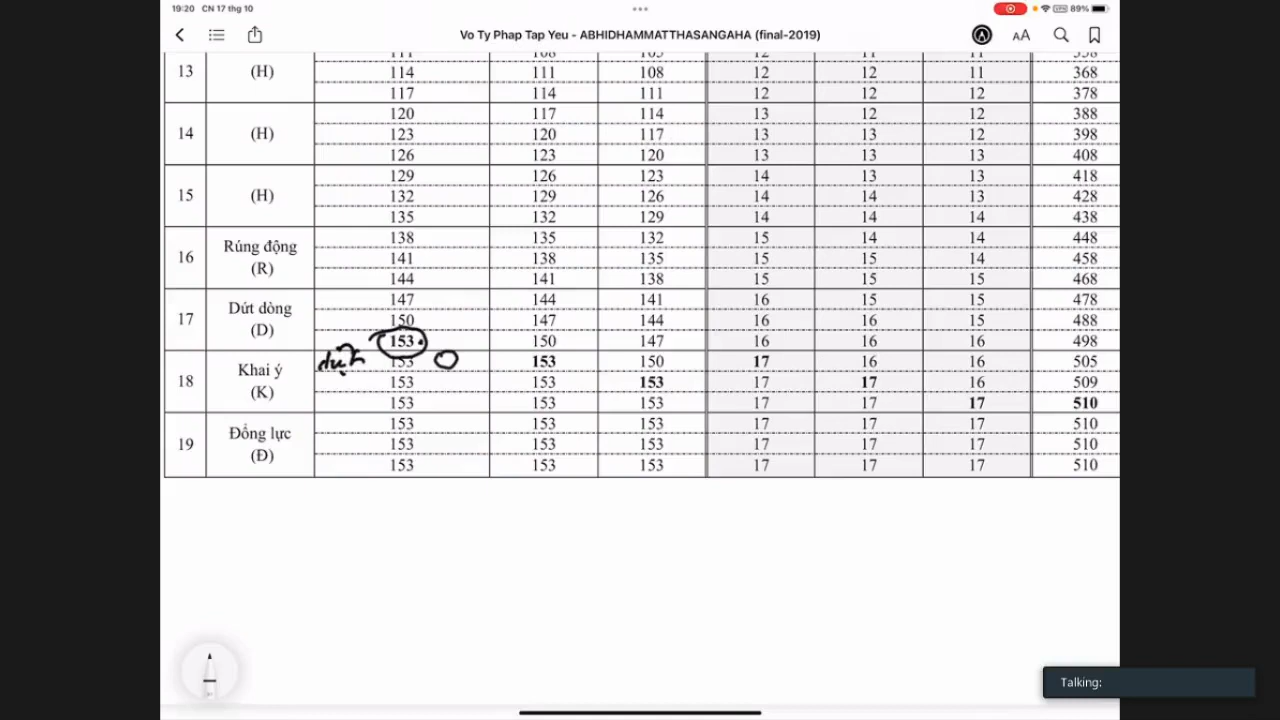 19:20 CN 17 thg 10
89%
Vo Ty Phap Tap Yeu - ABHIDHAMMATTHASANGAHA (final-2019)
AA
111 108 105 12 11 11 358
13 (H) 114 111 108 12 12 11 368
117 114 111 12 12 12 378
120 117 114 13 12 12 388
14 (H) 123 120 117 13 13 12 398
126 123 120 13 13 13 408
129 126 123 14 13 13 418
15 (H) 132 129 126 14 14 13 428
135 132 129 14 14 14 438
138 135 132 15 14 14 448
16 Rúng động (R) 141 138 135 15 15 14 458
144 141 138 15 15 15 468
147 144 141 16 15 15 478
17 Dứt dòng (D) 150 147 144 16 16 15 488
153 150 147 16 16 16 498
153 153 150 17 16 16 505
18 Khai ý (K) 153 153 153 17 17 16 509
153 153 153 17 17 17 510
153 153 153 17 17 17 510
19 Đổng lực (Đ) 153 153 153 17 17 17 510
153 153 153 17 17 17 510
Talking: